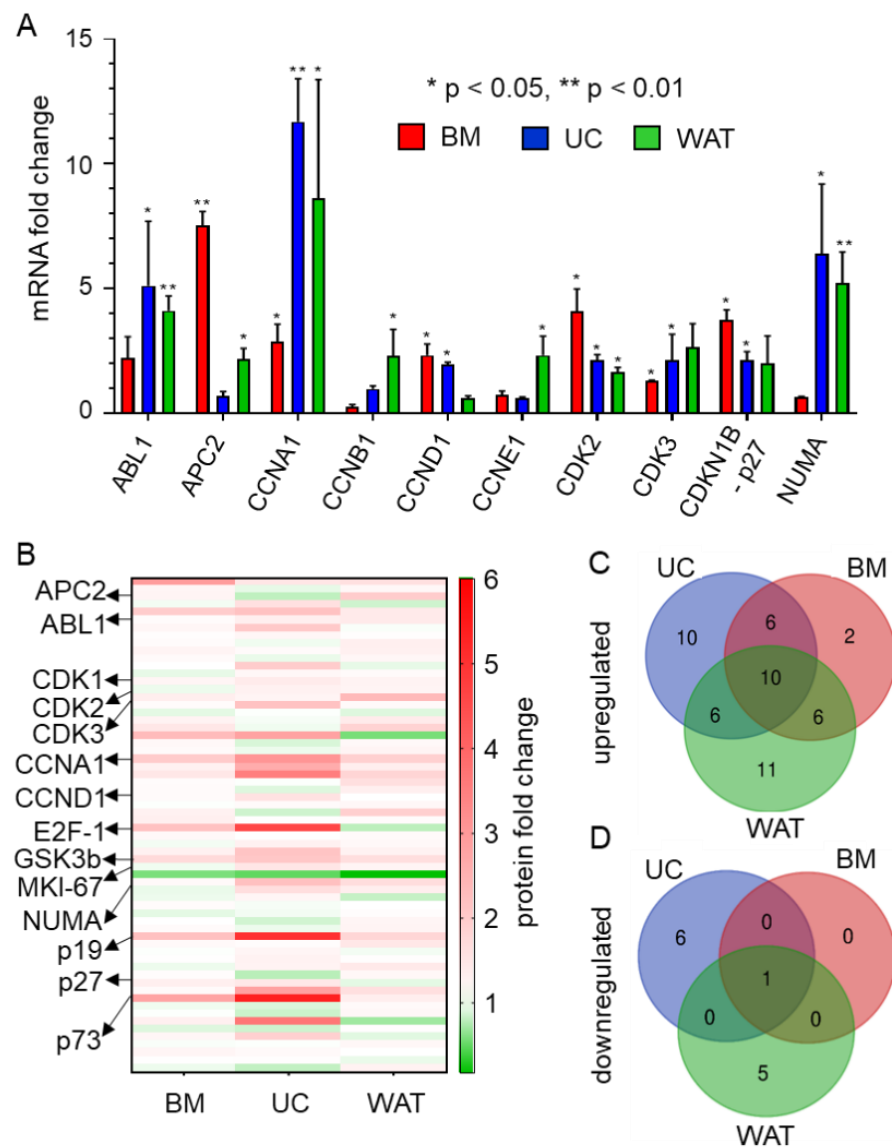 A
mRNA fold change
15
10
5
0
* p < 0.05, ** p < 0.01
BM UC WAT
* ** ** * ** * * * * * * * * * * * * * * * **
ABL1 APC2 CCNA1 CCNB1 CCND1 CCNE1 CDK2 CDK3 CDKN1B - p27 NUMA
B
APC2
ABL1
CDK1
CDK2
CDK3
CCNA1
CCND1
E2F-1
GSK3b
MKI-67
NUMA
p19
p27
p73
BM UC WAT
6
5
4
3
2
1
protein fold change
C
upregulated
UC BM
10 6 2
10
6 6
11
WAT
D
downregulated
UC BM
6 0 0
1
0 0
5
WAT